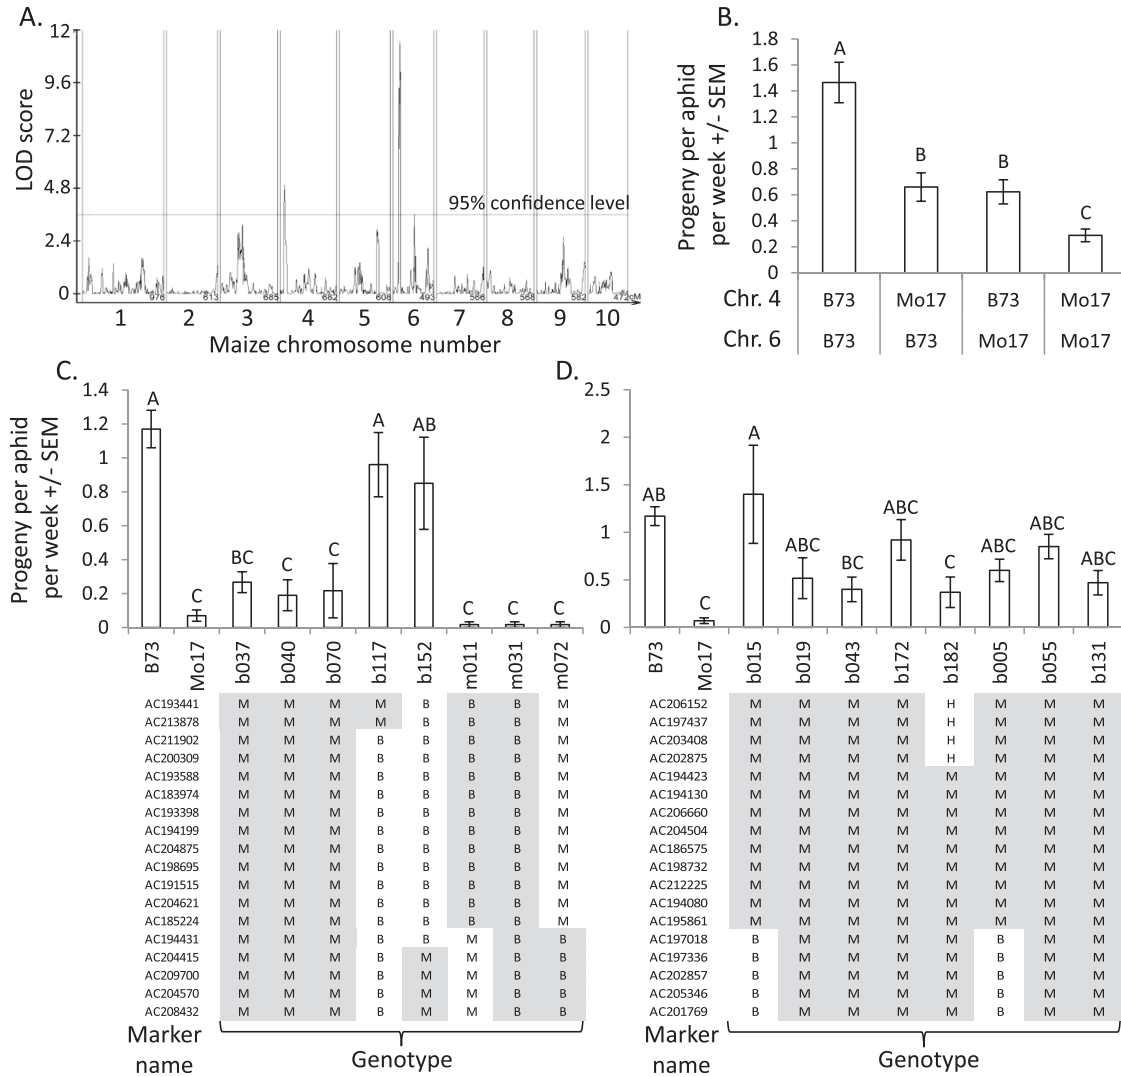 A.
LOD score
12
9.6
7.2
4.8
2.4
0
95% confidence level
976 613 685 682 608 493 566 568 582 472cM
1 2 3 4 5 6 7 8 9 10
Maize chromosome number
B.
Progeny per aphid
per week +/- SEM
1.8
1.6
1.4
1.2
1
0.8
0.6
0.4
0.2
0
A B B C
Chr. 4 B73 Mo17 B73 Mo17
Chr. 6 B73 B73 Mo17 Mo17
C.
Progeny per aphid
per week +/- SEM
1.4
1.2
1
0.8
0.6
0.4
0.2
0
A C BC C C A AB C C C
B73 Mo17 b037 b040 b070 b117 b152 m011 m031 m072
AC193441 M M M M B B B M
AC213878 M M M M B B B M
AC211902 M M M B B B B M
AC200309 M M M B B B B M
AC193588 M M M B B B B M
AC183974 M M M B B B B M
AC193398 M M M B B B B M
AC194199 M M M B B B B M
AC204875 M M M B B B B M
AC198695 M M M B B B B M
AC191515 M M M B B B B M
AC204621 M M M B B B B M
AC185224 M M M B B B B M
AC194431 M M M B B M B B
AC204415 M M M B M M B B
AC209700 M M M B M M B B
AC204570 M M M B M M B B
AC208432 M M M B M M B B
Marker
name
Genotype
D.
2.5
2
1.5
1
0.5
0
AB C A ABC BC ABC C ABC ABC ABC
B73 Mo17 b015 b019 b043 b172 b182 b005 b055 b131
AC206152 M M M M H M M M
AC197437 M M M M H M M M
AC203408 M M M M H M M M
AC202875 M M M M H M M M
AC194423 M M M M M M M M
AC194130 M M M M M M M M
AC206660 M M M M M M M M
AC204504 M M M M M M M M
AC186575 M M M M M M M M
AC198732 M M M M M M M M
AC212225 M M M M M M M M
AC194080 M M M M M M M M
AC195861 M M M M M M M M
AC197018 B M M M M B M M
AC197336 B M M M M B M M
AC202857 B M M M M B M M
AC205346 B M M M M B M M
AC201769 B M M M M B M M
Marker
name
Genotype